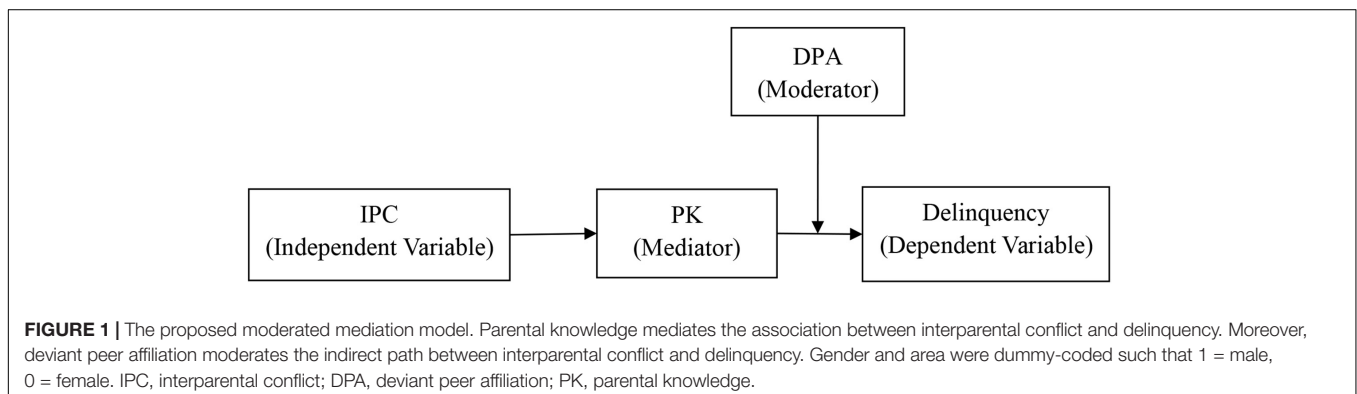 DPA
(Moderator)
IPC
(Independent Variable)
PK
(Mediator)
Delinquency
(Dependent Variable)
FIGURE 1 | The proposed moderated mediation model. Parental knowledge mediates the association between interparental conflict and delinquency. Moreover,
deviant peer affiliation moderates the indirect path between interparental conflict and delinquency. Gender and area were dummy-coded such that 1 = male,
0 = female. IPC, interparental conflict; DPA, deviant peer affiliation; PK, parental knowledge.